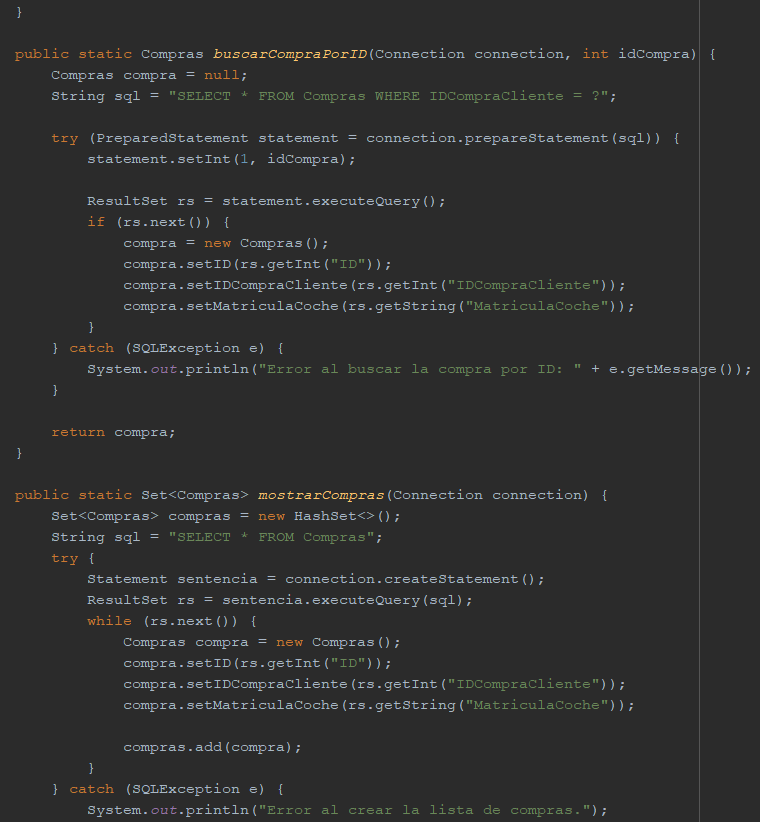 }
public static Compras buscarCompraPorID(Connection connection, int idCompra) {
    Compras compra = null;
    String sql = "SELECT * FROM Compras WHERE IDCompraCliente = ?";
    try (PreparedStatement statement = connection.prepareStatement(sql)) {
        statement.setInt(1, idCompra);
        ResultSet rs = statement.executeQuery();
        if (rs.next()) {
            compra = new Compras();
            compra.setID(rs.getInt("ID"));
            compra.setIDCompraCliente(rs.getInt("IDCompraCliente"));
            compra.setMatriculaCoche(rs.getString("MatriculaCoche"));
        }
    } catch (SQLException e) {
        System.out.println("Error al buscar la compra por ID: " + e.getMessage());
    }
    return compra;
}
public static Set<Compras> mostrarCompras(Connection connection) {
    Set<Compras> compras = new HashSet<>();
    String sql = "SELECT * FROM Compras";
    try {
        Statement sentencia = connection.createStatement();
        ResultSet rs = sentencia.executeQuery(sql);
        while (rs.next()) {
            Compras compra = new Compras();
            compra.setID(rs.getInt("ID"));
            compra.setIDCompraCliente(rs.getInt("IDCompraCliente"));
            compra.setMatriculaCoche(rs.getString("MatriculaCoche"));
            compras.add(compra);
        }
    } catch (SQLException e) {
        System.out.println("Error al crear la lista de compras.");